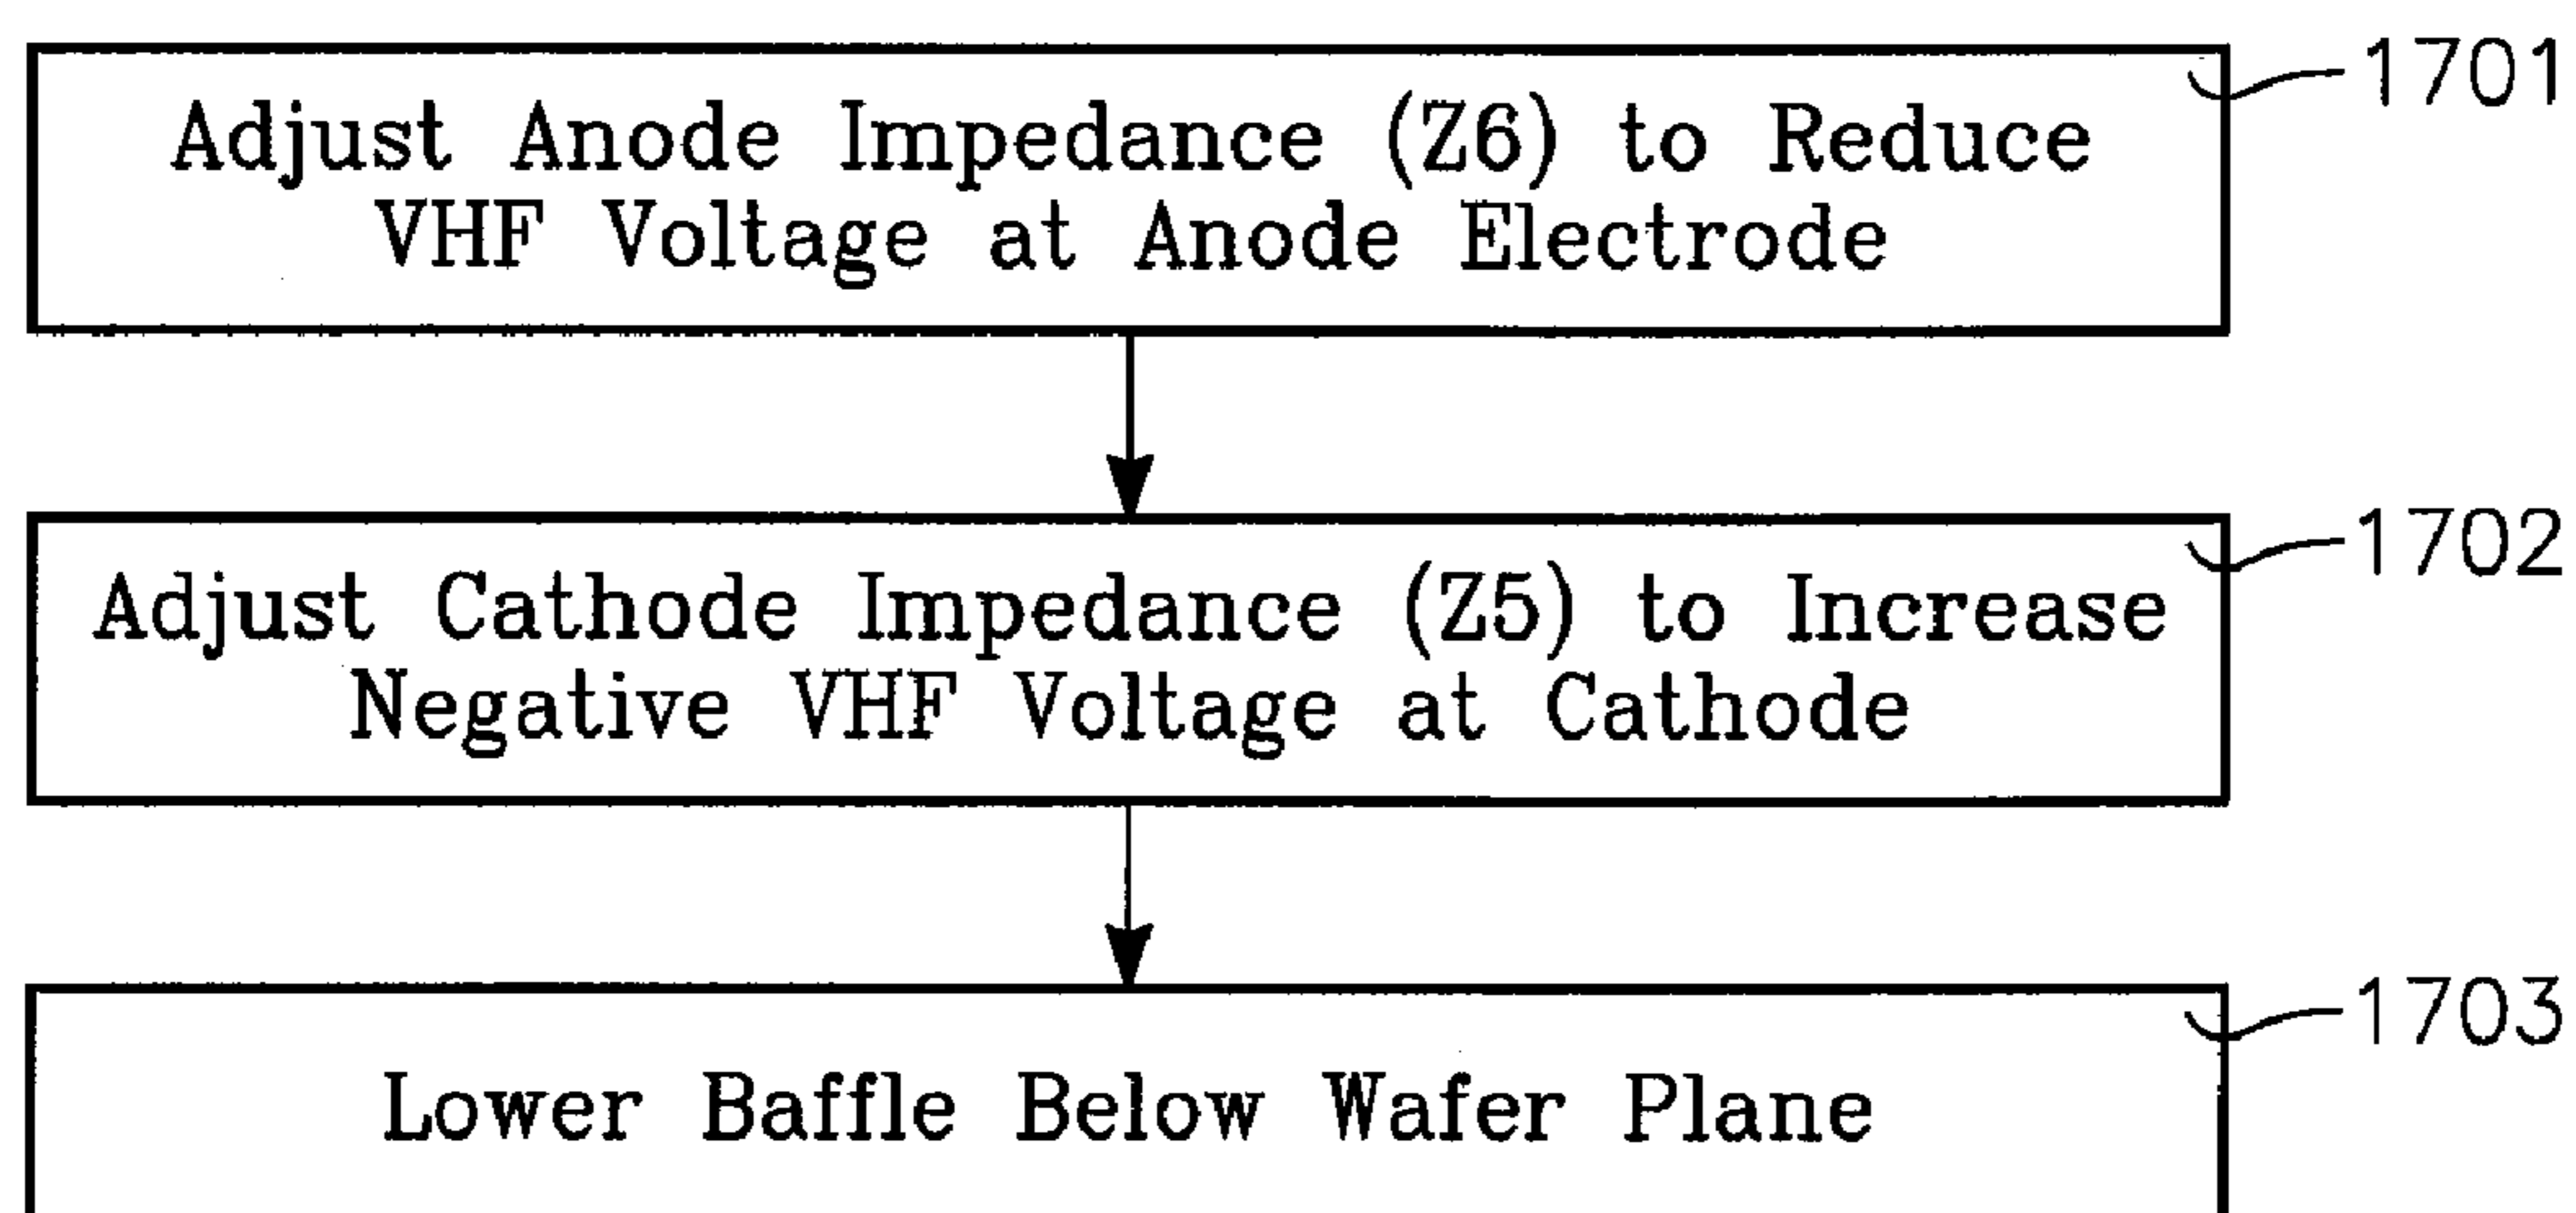 1701
Adjust Anode Impedance (Z6) to Reduce
VHF Voltage at Anode Electrode
1702
Adjust Cathode Impedance (Z5) to Increase
Negative VHF Voltage at Cathode
1703
Lower Baffle Below Wafer Plane